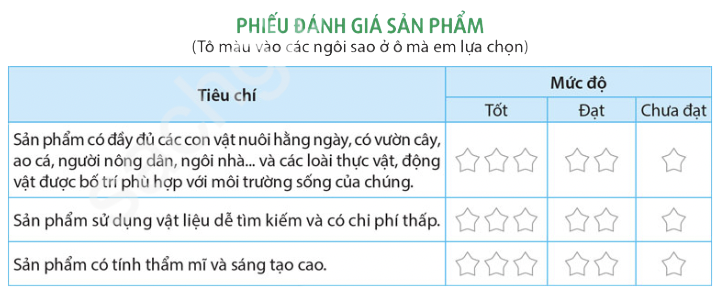 PHIẾU ĐÁNH GIÁ SẢN PHẨM
(Tô màu vào các ngôi sao ở ô mà em lựa chọn)
Tiêu chí
Mức độ
Tốt
Đạt
Chưa đạt
Sản phẩm có đầy đủ các con vật nuôi hằng ngày, có vườn cây,
ao cá, người nông dân, ngôi nhà... và các loài thực vật, động
vật được bố trí phù hợp với môi trường sống của chúng.
Sản phẩm sử dụng vật liệu dễ tìm kiếm và có chi phí thấp.
Sản phẩm có tính thẩm mĩ và sáng tạo cao.